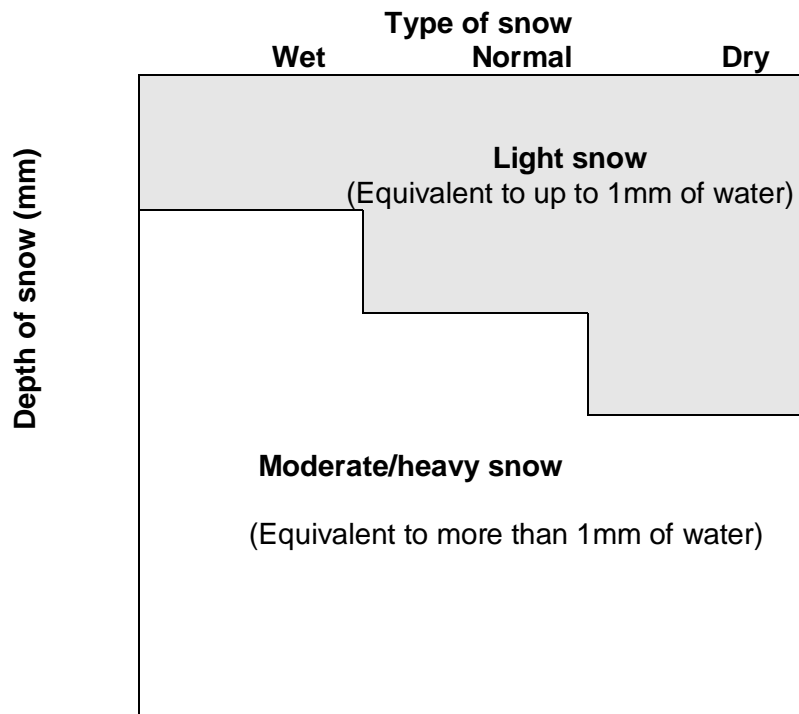 Type of snow
Wet Normal Dry
Depth of snow (mm)
Light snow
(Equivalent to up to 1mm of water)
Moderate/heavy snow
(Equivalent to more than 1mm of water)